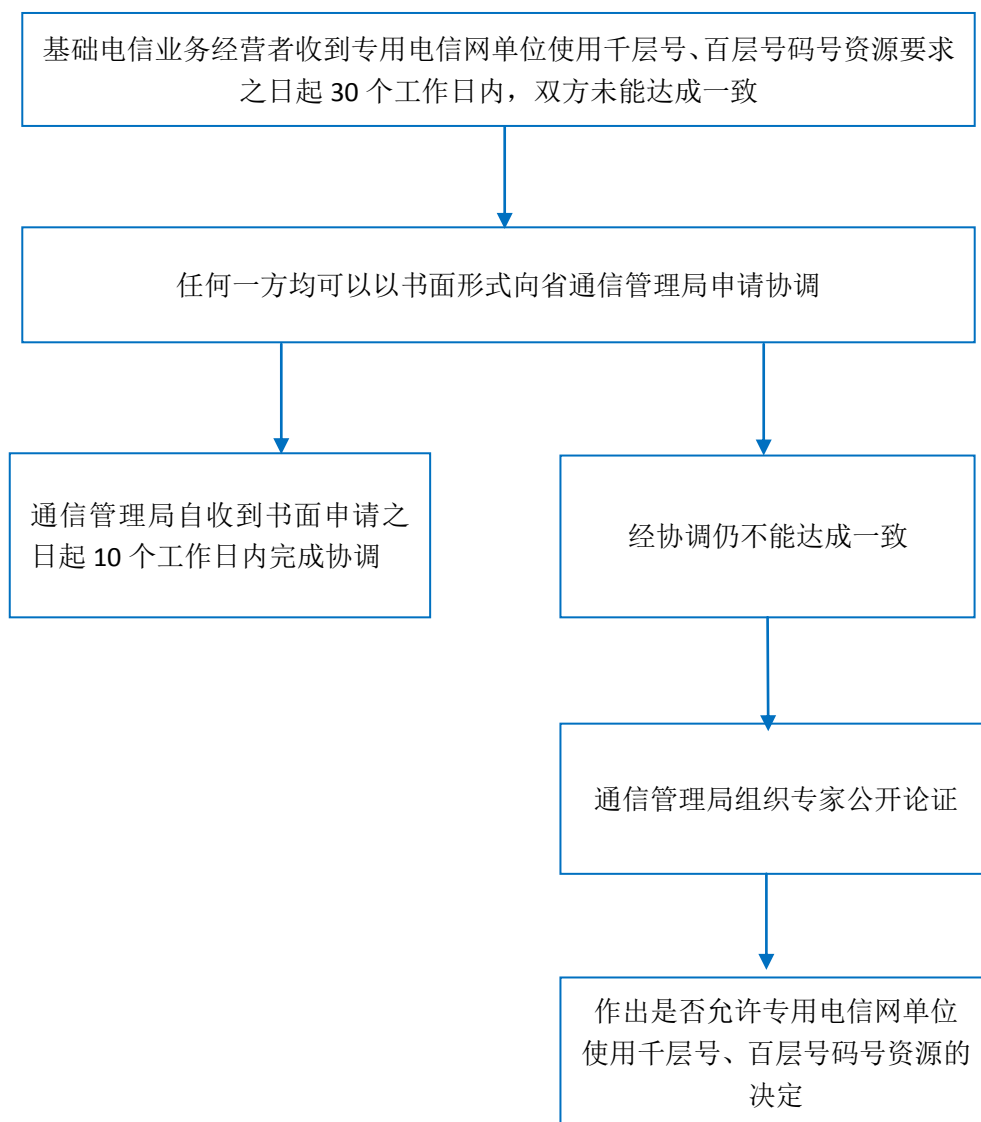 基础电信业务经营者收到专用电信网单位使用千层号、百层号码号资源要求
之日起 30 个工作日内，双方未能达成一致
任何一方均可以以书面形式向省通信管理局申请协调
通信管理局自收到书面申请之
日起 10 个工作日内完成协调
经协调仍不能达成一致
通信管理局组织专家公开论证
作出是否允许专用电信网单位
使用千层号、百层号码号资源的
决定